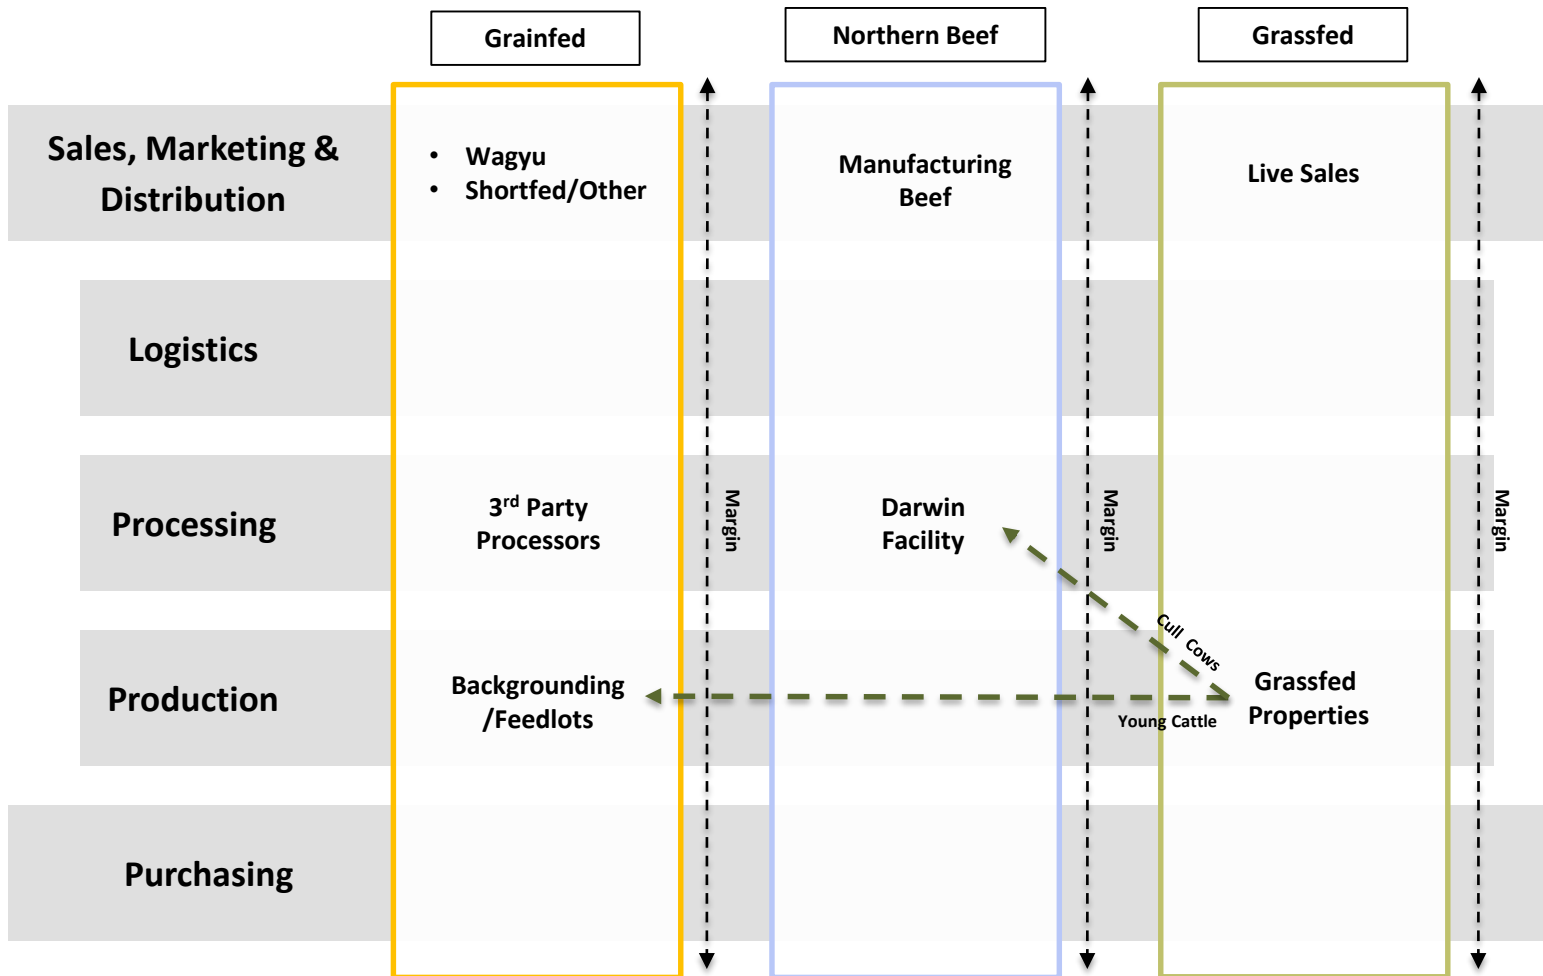 Grainfed
Northern Beef
Grassfed
Sales, Marketing &
Distribution
• Wagyu
• Shortfed/Other
Manufacturing
Beef
Live Sales
Logistics
Processing
3rd Party
Processors
Margin
Darwin
Facility
Margin
Margin
Cull Cows
Production
Backgrounding
/Feedlots
Young Cattle
Grassfed
Properties
Purchasing